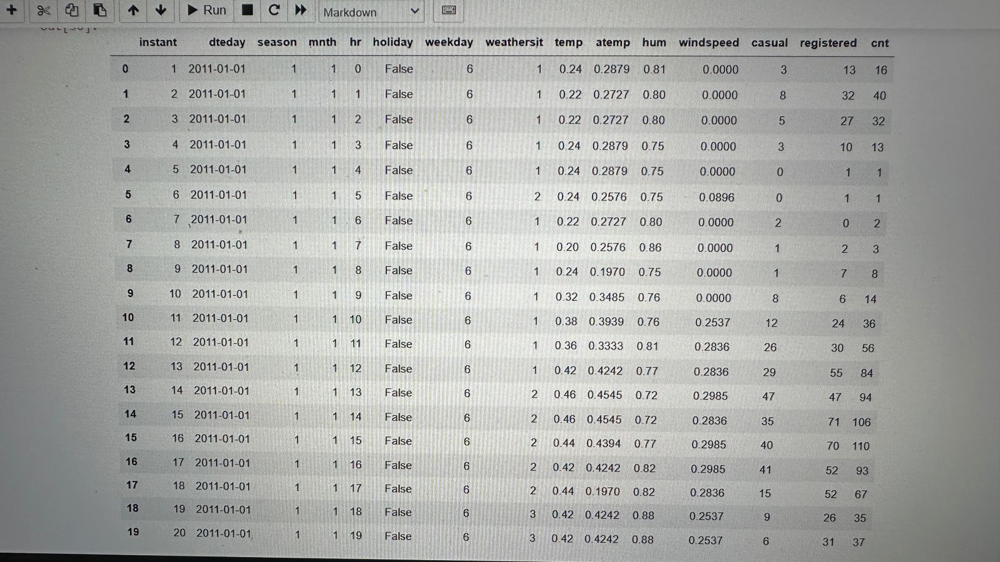 Run Markdown
Out[30]:
instant dteday season mnth hr holiday weekday weathersit temp atemp hum windspeed casual registered cnt
0 1 2011-01-01 1 1 0 False 6 1 0.24 0.2879 0.81 0.0000 3 13 16
1 2 2011-01-01 1 1 1 False 6 1 0.22 0.2727 0.80 0.0000 8 32 40
2 3 2011-01-01 1 1 2 False 6 1 0.22 0.2727 0.80 0.0000 5 27 32
3 4 2011-01-01 1 1 3 False 6 1 0.24 0.2879 0.75 0.0000 3 10 13
4 5 2011-01-01 1 1 4 False 6 1 0.24 0.2879 0.75 0.0000 0 1 1
5 6 2011-01-01 1 1 5 False 6 2 0.24 0.2576 0.75 0.0896 0 1 1
6 7 2011-01-01 1 1 6 False 6 1 0.22 0.2727 0.80 0.0000 2 0 2
7 8 2011-01-01 1 1 7 False 6 1 0.20 0.2576 0.86 0.0000 1 2 3
8 9 2011-01-01 1 1 8 False 6 1 0.24 0.1970 0.75 0.0000 1 7 8
9 10 2011-01-01 1 1 9 False 6 1 0.32 0.3485 0.76 0.0000 8 6 14
10 11 2011-01-01 1 1 10 False 6 1 0.38 0.3939 0.76 0.2537 12 24 36
11 12 2011-01-01 1 1 11 False 6 1 0.36 0.3333 0.81 0.2836 26 30 56
12 13 2011-01-01 1 1 12 False 6 1 0.42 0.4242 0.77 0.2836 29 55 84
13 14 2011-01-01 1 1 13 False 6 2 0.46 0.4545 0.72 0.2985 47 47 94
14 15 2011-01-01 1 1 14 False 6 2 0.46 0.4545 0.72 0.2836 35 71 106
15 16 2011-01-01 1 1 15 False 6 2 0.44 0.4394 0.77 0.2985 40 70 110
16 17 2011-01-01 1 1 16 False 6 2 0.42 0.4242 0.82 0.2985 41 52 93
17 18 2011-01-01 1 1 17 False 6 2 0.44 0.1970 0.82 0.2836 15 52 67
18 19 2011-01-01 1 1 18 False 6 3 0.42 0.4242 0.88 0.2537 9 26 35
19 20 2011-01-01 1 1 19 False 6 3 0.42 0.4242 0.88 0.2537 6 31 37